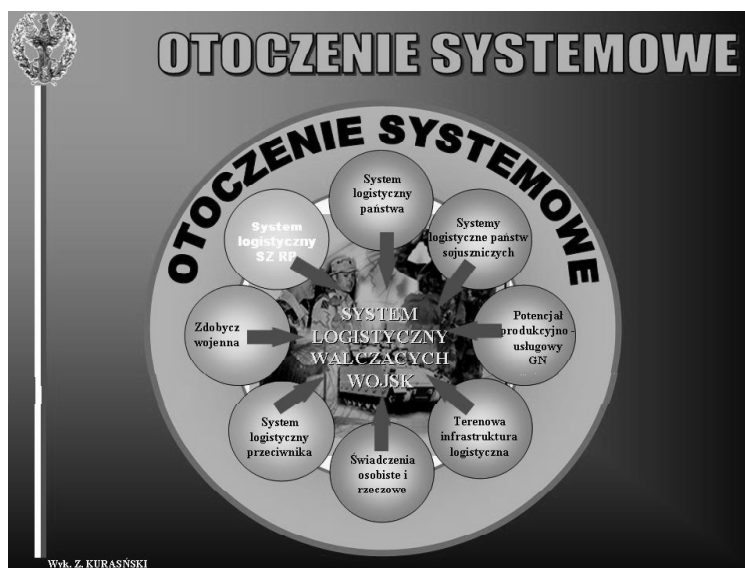 OTOCZENIE SYSTEMOWE
OTOCZENIE SYSTEMOWE
System
logistyczny
państwa
Systemy
logistyczne państw
sojuszniczych
Potencjał
produkcyjno -
usługowy
GN
Terenowa
infrastruktura
logistyczna
Świadczenia
osobiste i
rzeczowe
System
logistyczny
przeciwnika
Zdobycz
wojenna
System
logistyczny
SZ RP
SYSTEM
LOGISTYCZNY
WALCZĄCYCH
WOJSK
Wyk. Z. KURASŃSKI